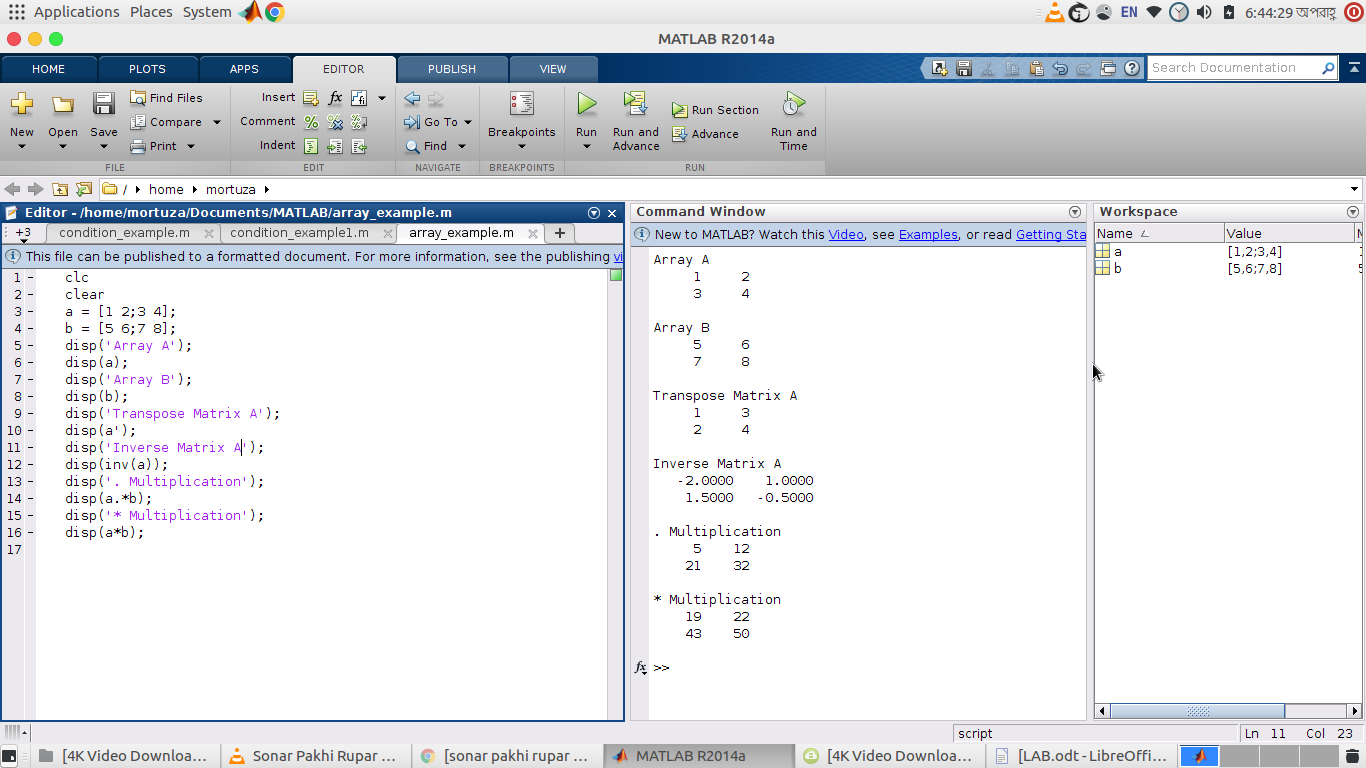 Applications Places System EN 6:44:29 অপরাহ্ণ
MATLAB R2014a
HOME PLOTS APPS EDITOR PUBLISH VIEW Search Documentation
New Open Save Find Files Compare Print
Insert Comment Indent
Go To Find
Breakpoints
Run Run and Advance Run Section Advance Run and Time
FILE EDIT NAVIGATE BREAKPOINTS RUN
/ home mortuza
Editor - /home/mortuza/Documents/MATLAB/array_example.m
+3 condition_example.m condition_example1.m array_example.m
This file can be published to a formatted document. For more information, see the publishing vi
1 - clc
2 - clear
3 - a = [1 2;3 4];
4 - b = [5 6;7 8];
5 - disp('Array A');
6 - disp(a);
7 - disp('Array B');
8 - disp(b);
9 - disp('Transpose Matrix A');
10 - disp(a');
11 - disp('Inverse Matrix A');
12 - disp(inv(a));
13 - disp('. Multiplication');
14 - disp(a.*b);
15 - disp('* Multiplication');
16 - disp(a*b);
17
Command Window
New to MATLAB? Watch this Video, see Examples, or read Getting Sta
Array A
1 2
3 4
Array B
5 6
7 8
Transpose Matrix A
1 3
2 4
Inverse Matrix A
-2.0000 1.0000
1.5000 -0.5000
. Multiplication
5 12
21 32
* Multiplication
19 22
43 50
fx >>
Workspace
Name Value M
a [1,2;3,4] 1
b [5,6;7,8] 5
script Ln 11 Col 23
[4K Video Downloa... Sonar Pakhi Rupar ... [sonar pakhi rupar ... MATLAB R2014a [4K Video Downloa... [LAB.odt - LibreOffi...